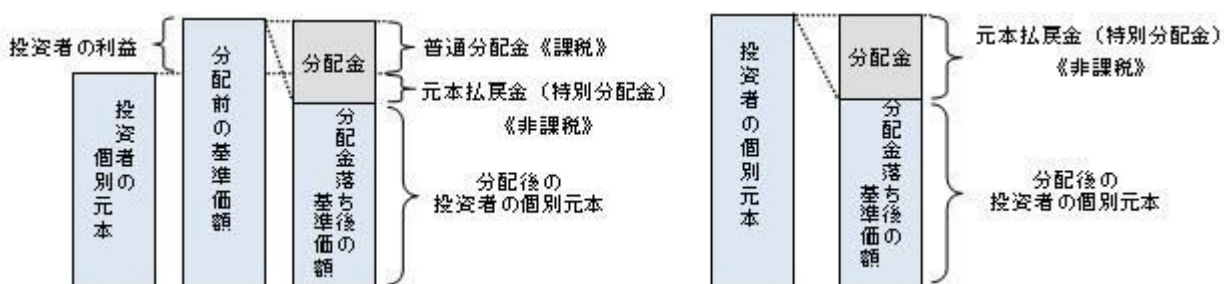 投資者の利益
投資者の
個別元本
分配前の基準価額
分配金
分配金落ち後の
基準価額
普通分配金《課税》
元本払戻金（特別分配金）
《非課税》
分配後の
投資者の個別元本
投資者の個別元本
分配金
分配金落ち後の
基準価額
元本払戻金（特別分配金）
《非課税》
分配後の
投資者の個別元本